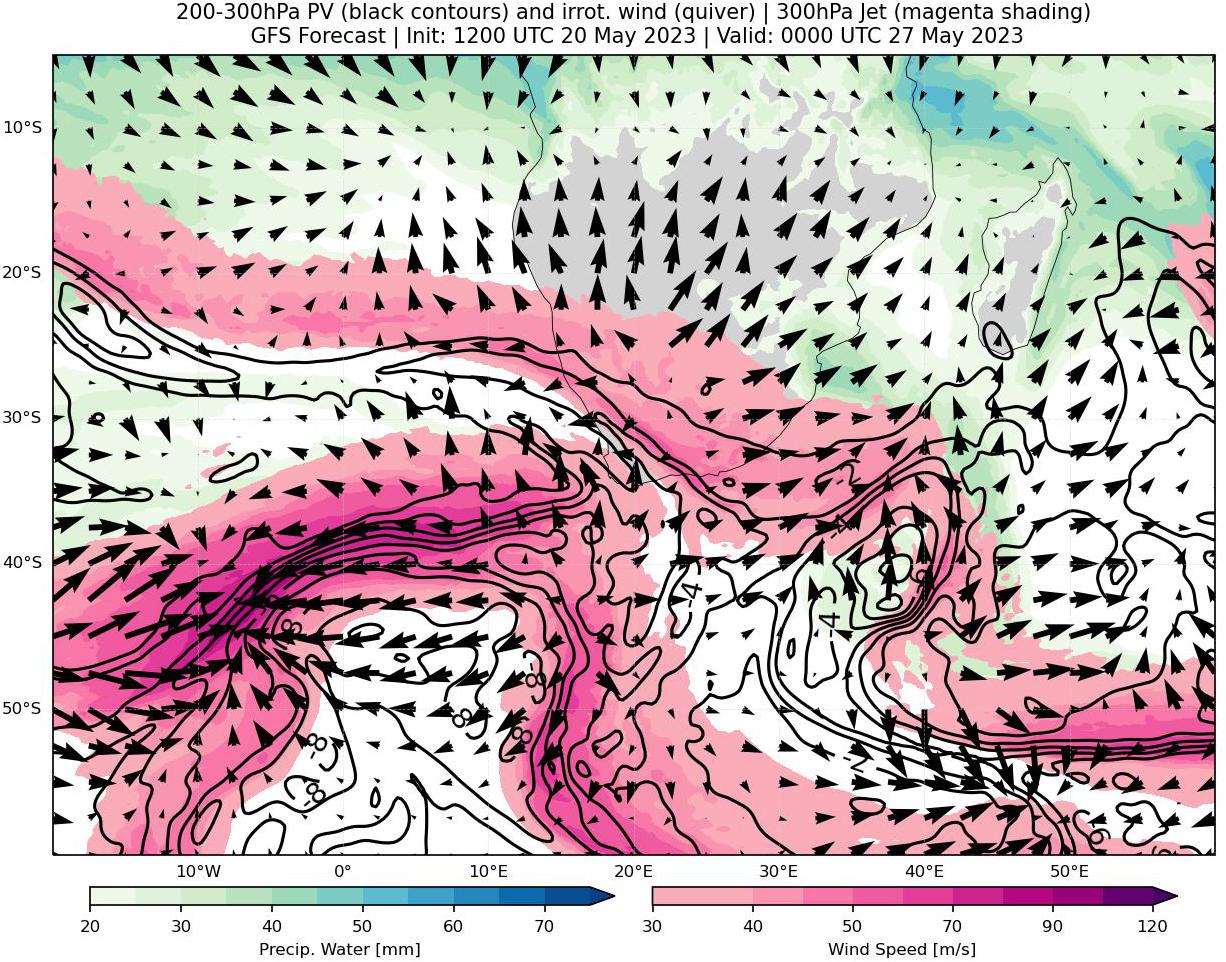 200-300hPa PV (black contours) and irrot. wind (quiver) | 300hPa Jet (magenta shading)
GFS Forecast | Init: 1200 UTC 20 May 2023 | Valid: 0000 UTC 27 May 2023
10°S
20°S
30°S
40°S
50°S
-4
-4
-8
-8
-8
-8
10°W 0° 10°E 20°E 30°E 40°E 50°E
20 30 40 50 60 70
30 40 50 70 90 120
Precip. Water [mm]
Wind Speed [m/s]